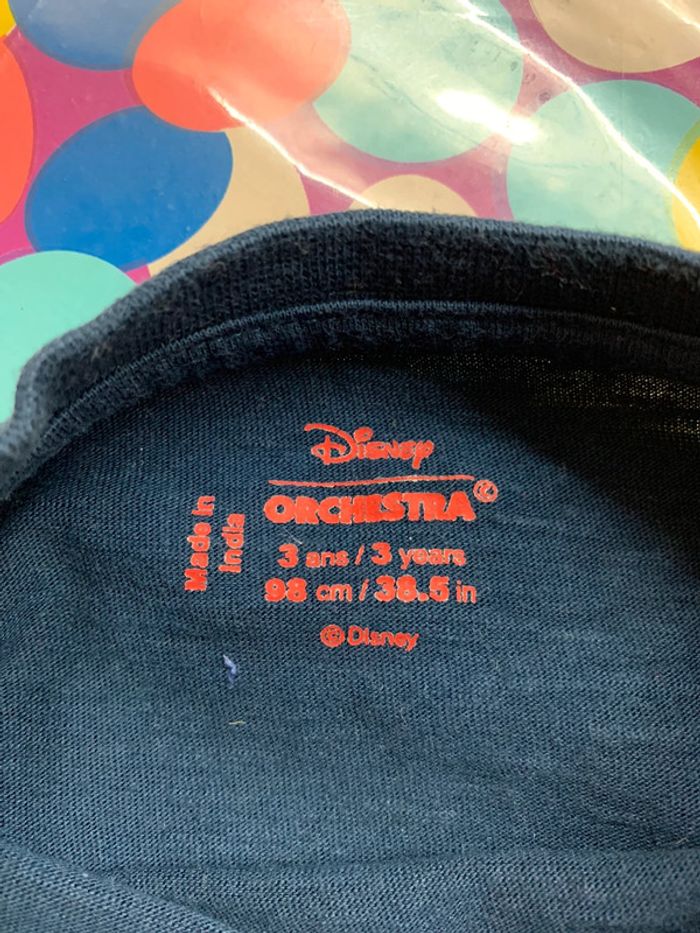 Disney
ORCHESTRA®
Made in
India
3 ans / 3 years
98 cm / 38.5 in
© Disney